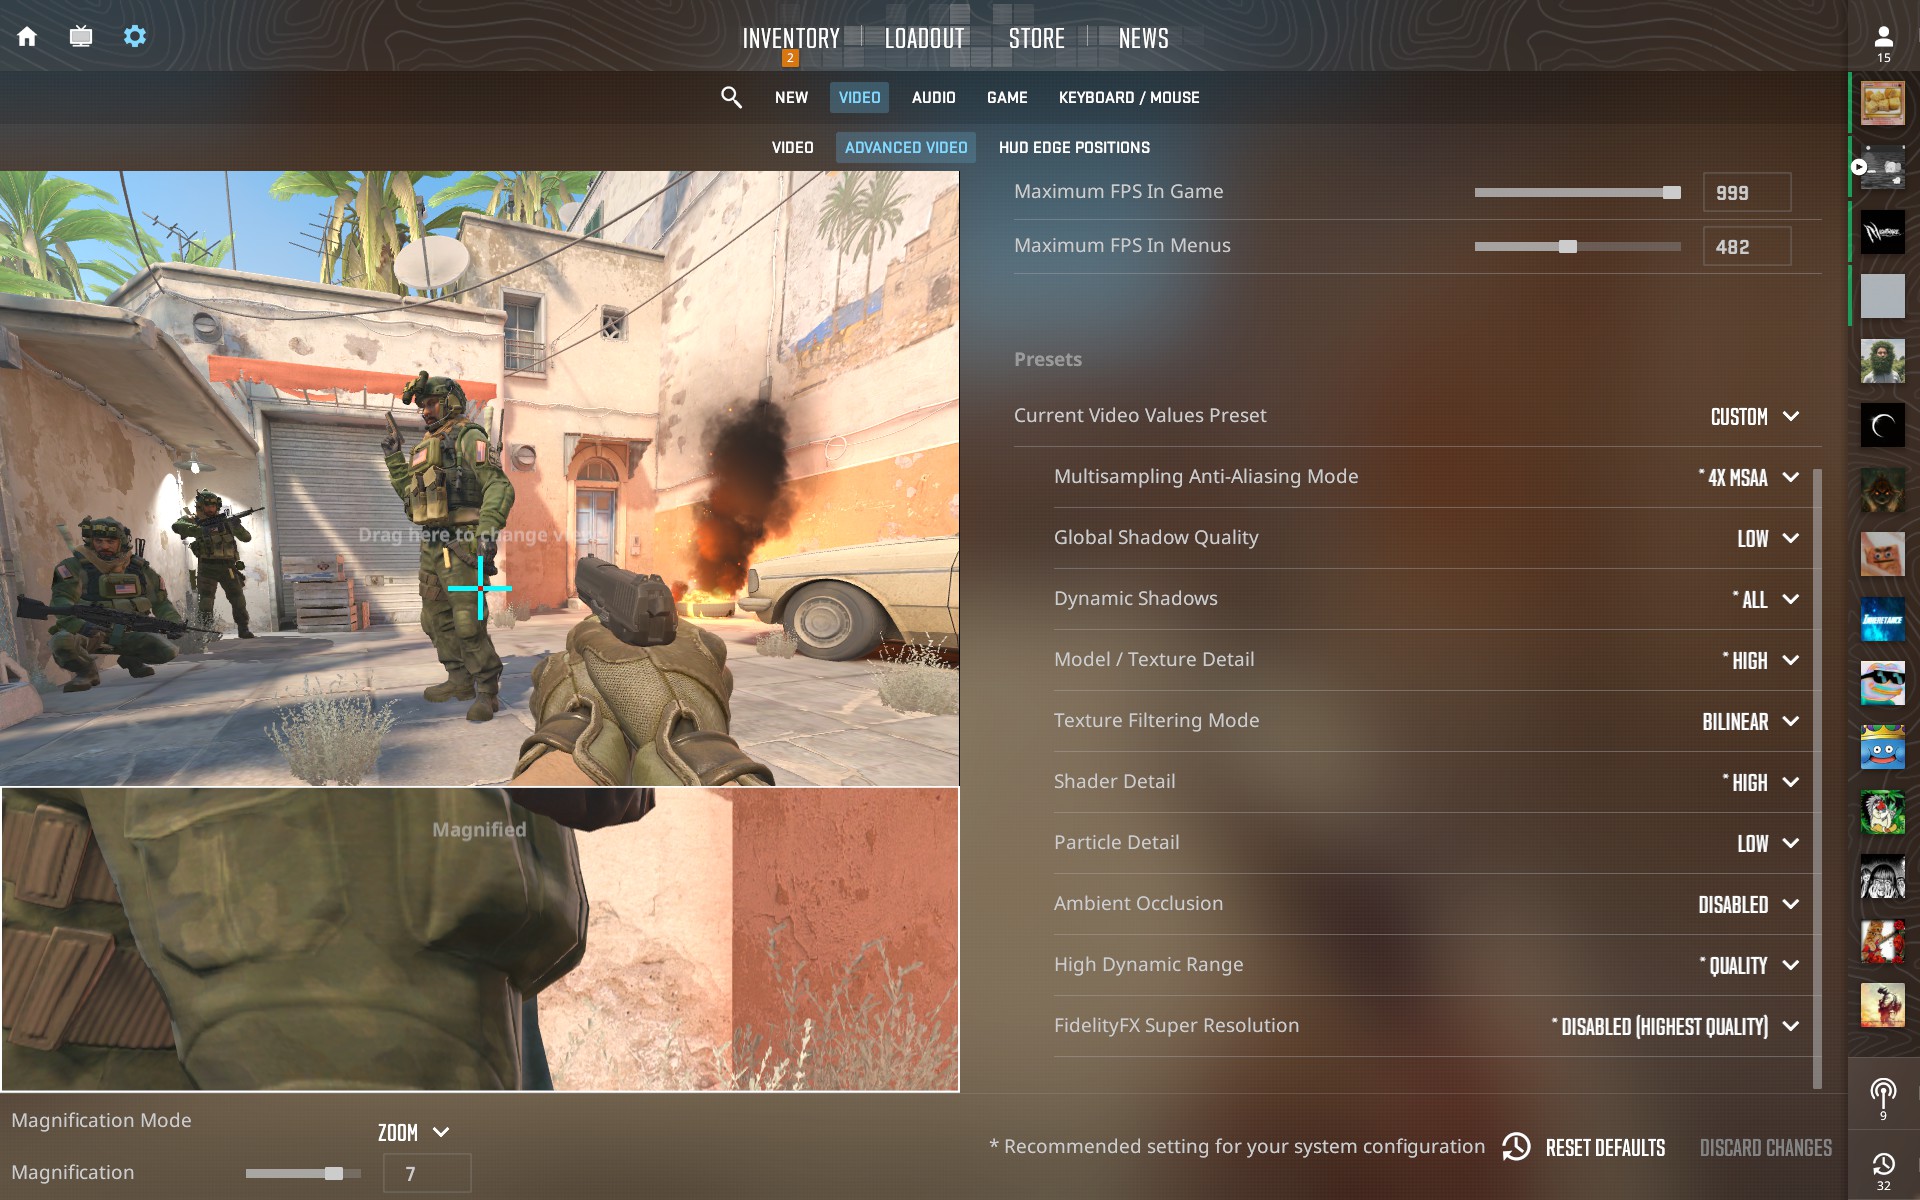 INVENTORY
2
LOADOUT
STORE
NEWS
15
NEW
VIDEO
AUDIO
GAME
KEYBOARD / MOUSE
VIDEO
ADVANCED VIDEO
HUD EDGE POSITIONS
Maximum FPS In Game
999
Maximum FPS In Menus
482
Presets
Current Video Values Preset
CUSTOM
Multisampling Anti-Aliasing Mode
* 4X MSAA
Global Shadow Quality
LOW
Dynamic Shadows
* ALL
Model / Texture Detail
* HIGH
Texture Filtering Mode
BILINEAR
Shader Detail
* HIGH
Particle Detail
LOW
Ambient Occlusion
DISABLED
High Dynamic Range
* QUALITY
FidelityFX Super Resolution
* DISABLED (HIGHEST QUALITY)
Drag here to change view
Magnified
Magnification Mode
ZOOM
Magnification
7
* Recommended setting for your system configuration
RESET DEFAULTS
DISCARD CHANGES
INHERITANCE
9
32